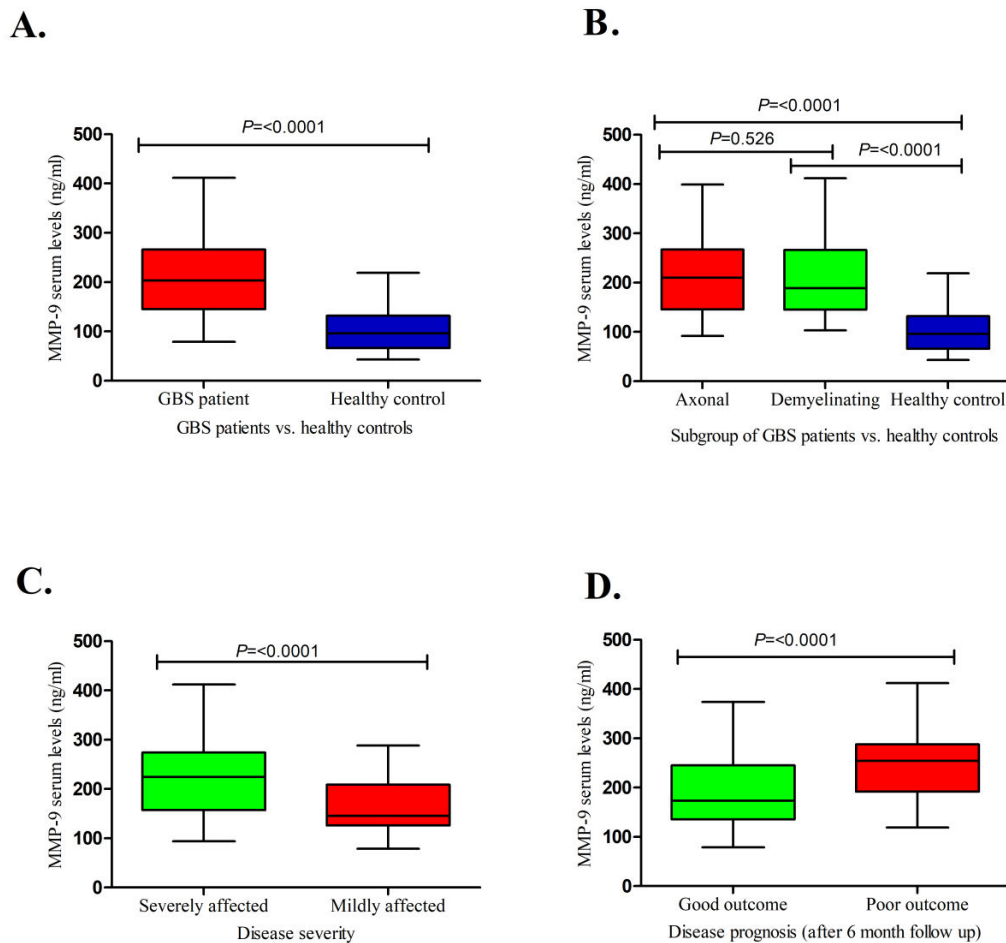 A.
P=<0.0001
500
400
300
200
100
0
MMP-9 serum levels (ng/ml)
GBS patient Healthy control
GBS patients vs. healthy controls
B.
P=<0.0001
P=0.526
P=<0.0001
500
400
300
200
100
0
MMP-9 serum levels (ng/ml)
Axonal Demyelinating Healthy control
Subgroup of GBS patients vs. healthy controls
C.
P=<0.0001
500
400
300
200
100
0
MMP-9 serum levels (ng/ml)
Severely affected Mildly affected
Disease severity
D.
P=<0.0001
500
400
300
200
100
0
MMP-9 serum levels (ng/ml)
Good outcome Poor outcome
Disease prognosis (after 6 month follow up)